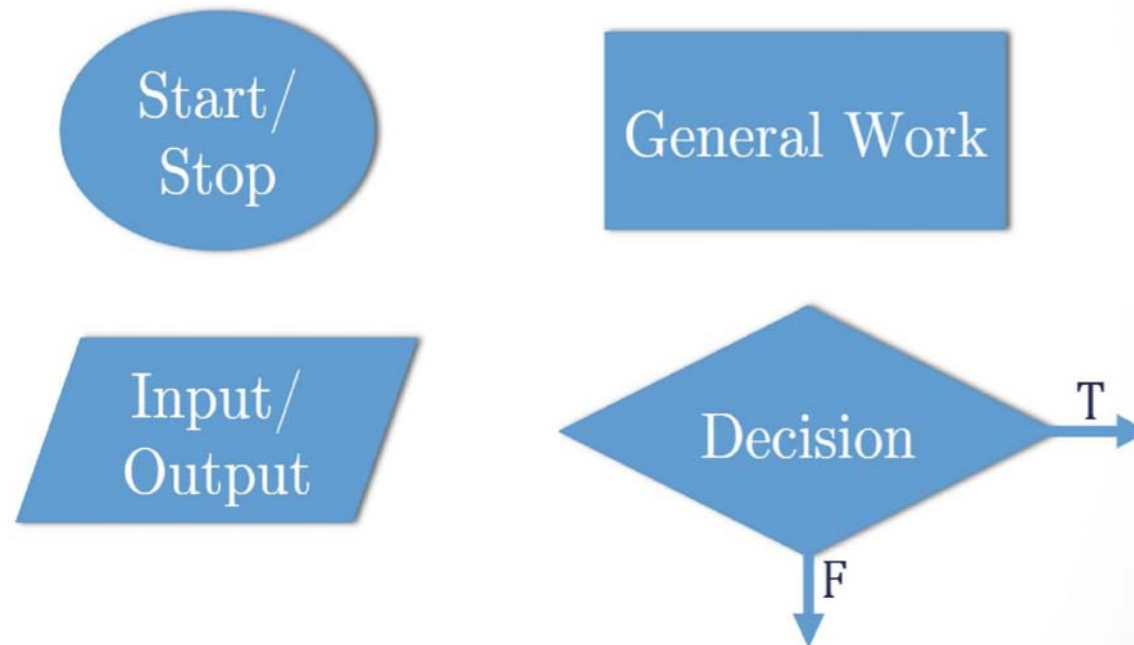 Start/
Stop
General Work
Input/
Output
Decision
T
F